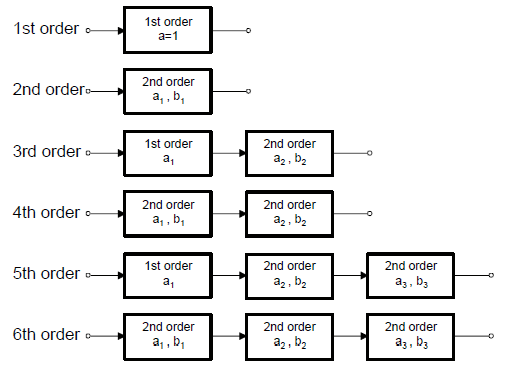 1st order
1st order
a=1
2nd order
2nd order
a₁ , b₁
3rd order
1st order
a₁
2nd order
a₂ , b₂
4th order
2nd order
a₁ , b₁
2nd order
a₂ , b₂
5th order
1st order
a₁
2nd order
a₂ , b₂
2nd order
a₃ , b₃
6th order
2nd order
a₁ , b₁
2nd order
a₂ , b₂
2nd order
a₃ , b₃